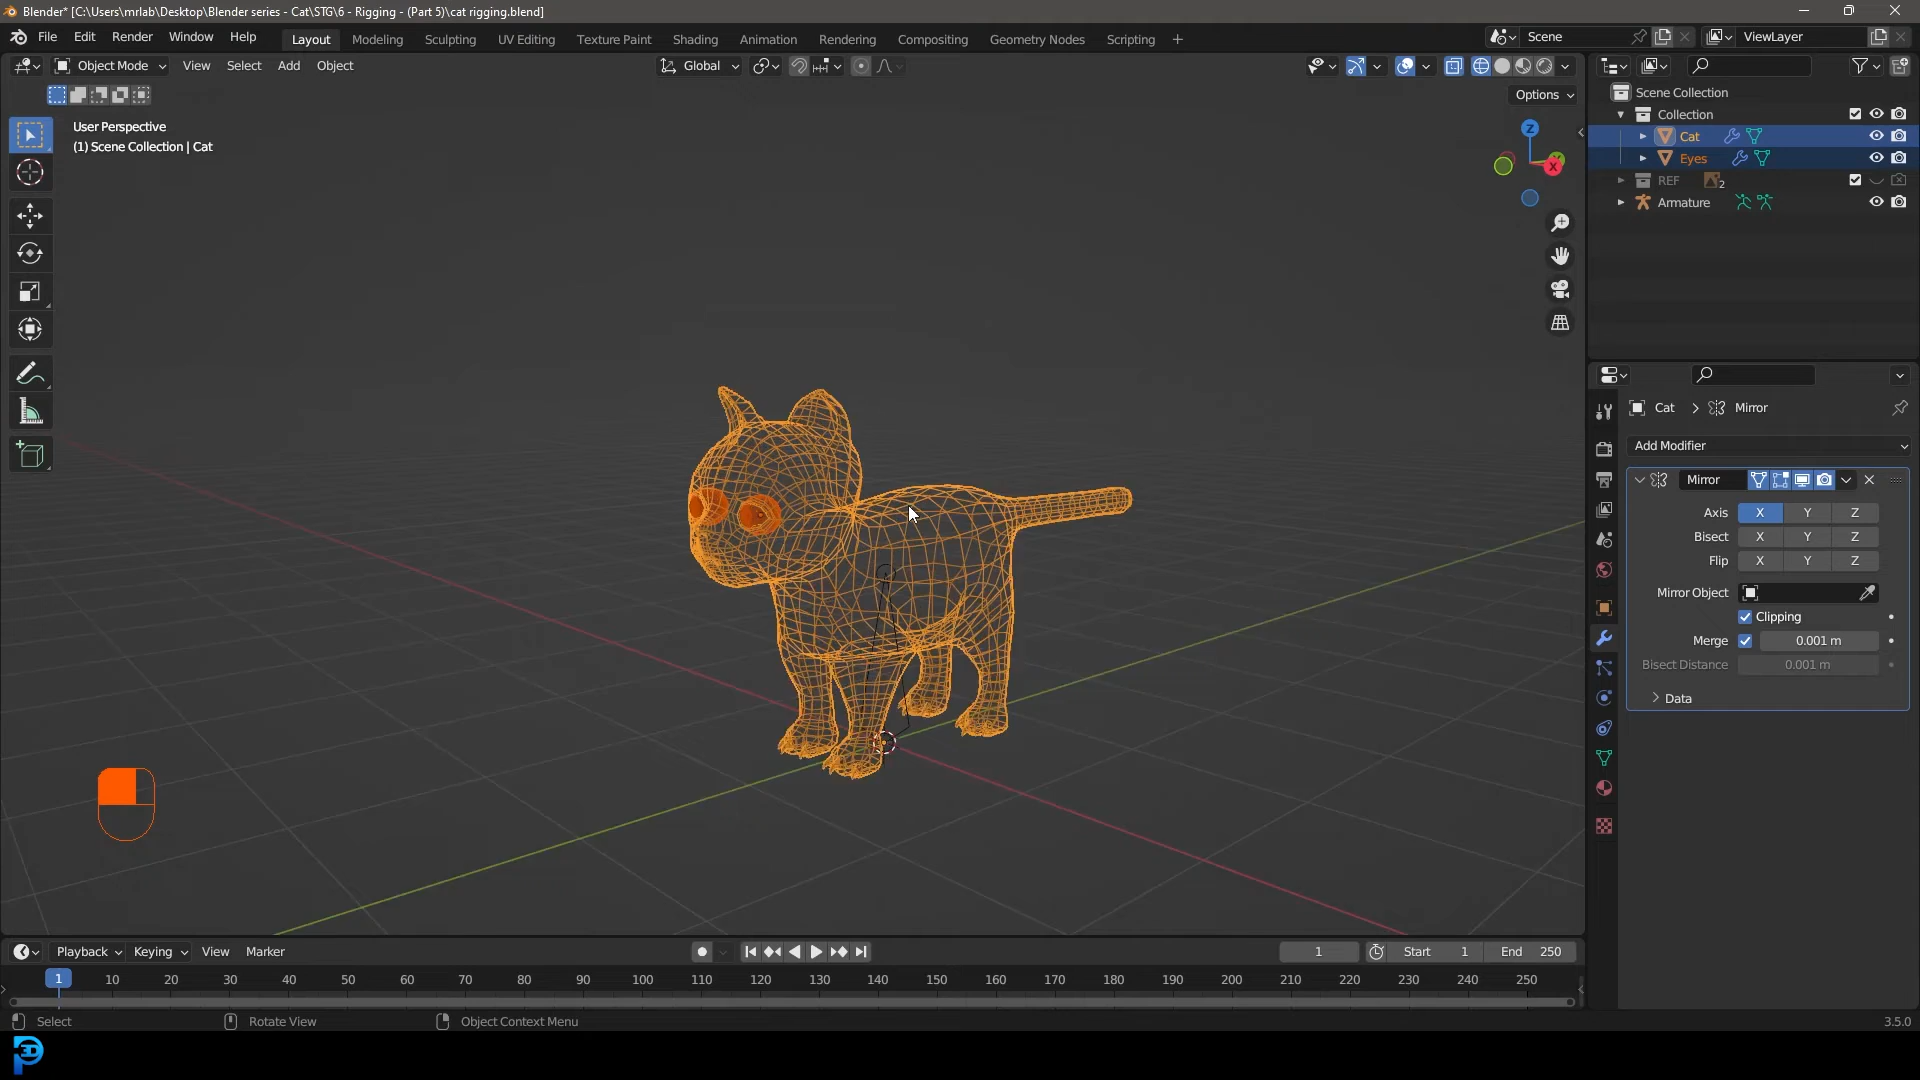 Blender* [C:\Users\mrlab\Desktop\Blender series - Cat\STG\6 - Rigging - (Part 5)\cat rigging.blend]
File Edit Render Window Help Layout Modeling Sculpting UV Editing Texture Paint Shading Animation Rendering Compositing Geometry Nodes Scripting + Scene ViewLayer
Object Mode View Select Add Object Global
Options
User Perspective
(1) Scene Collection | Cat
Z
X
Scene Collection
Collection
Cat
Eyes
REF 2
Armature
Cat > Mirror
Add Modifier
Mirror
Axis X Y Z
Bisect X Y Z
Flip X Y Z
Mirror Object
Clipping
Merge 0.001 m
Bisect Distance 0.001 m
Data
Playback Keying View Marker 1 Start 1 End 250
1 10 20 30 40 50 60 70 80 90 100 110 120 130 140 150 160 170 180 190 200 210 220 230 240 250
Select Rotate View Object Context Menu 3.5.0
3D